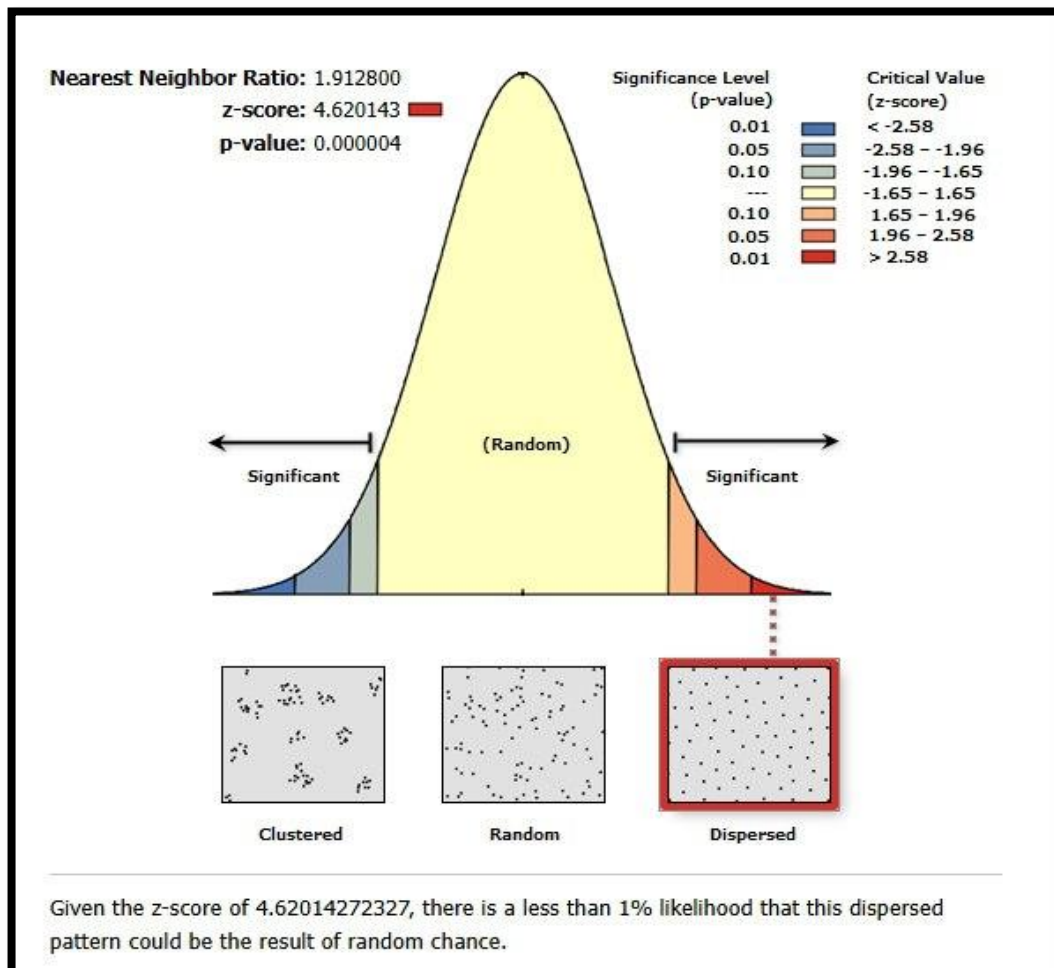 Nearest Neighbor Ratio: 1.912800
z-score: 4.620143
p-value: 0.000004
Significance Level
(p-value)
Critical Value
(z-score)
0.01 < -2.58
0.05 -2.58 – -1.96
0.10 -1.96 – -1.65
--- -1.65 – 1.65
0.10 1.65 – 1.96
0.05 1.96 – 2.58
0.01 > 2.58
(Random)
Significant
Significant
Clustered
Random
Dispersed
Given the z-score of 4.62014272327, there is a less than 1% likelihood that this dispersed
pattern could be the result of random chance.